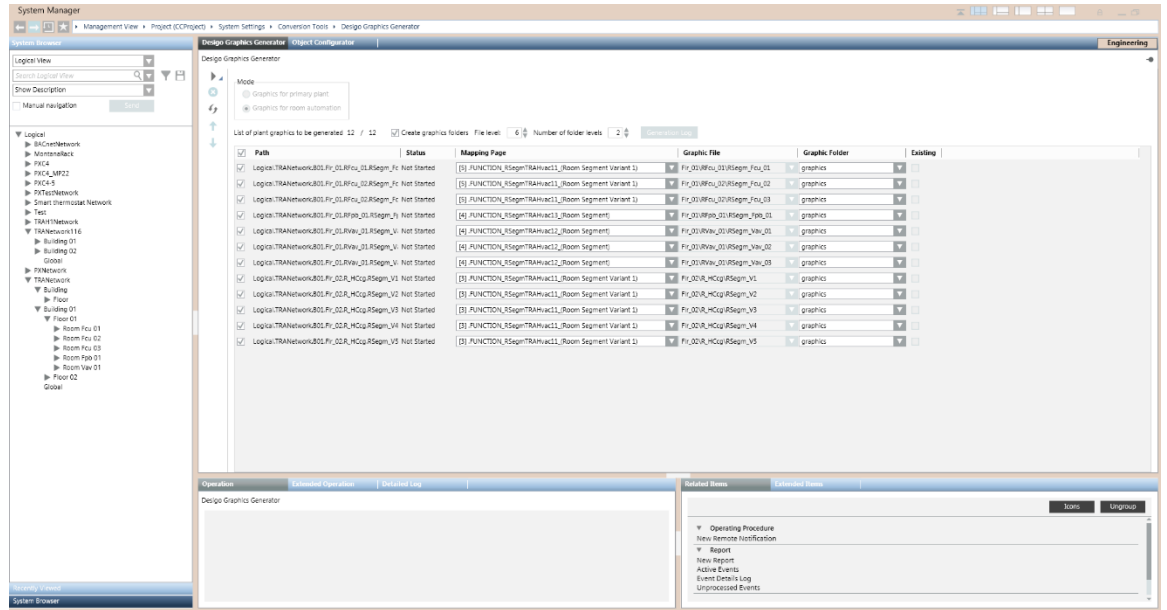 System Manager
Management View › Project (CCProject) › System Settings › Conversion Tools › Desigo Graphics Generator
System Browser
Logical View
Search Logical View
Show Description
Manual navigation
Send
Logical
BACnetNetwork
MontanaRack
PXC4
PXC4_MP22
PXC4-5
PXTestNetwork
Smart thermostat Network
Test
TRAH1Network
TRANetwork116
Building 01
Building 02
Global
PXNetwork
TRANetwork
Building
Floor
Building 01
Floor 01
Room Fcu 01
Room Fcu 02
Room Fcu 03
Room Fpb 01
Room Vav 01
Floor 02
Global
Recently Viewed
System Browser
Desigo Graphics Generator Object Configurator
Engineering
Desigo Graphics Generator
Mode
Graphics for primary plant
Graphics for room automation
List of plant graphics to be generated 12 / 12 Create graphics folders File level: 6 Number of folder levels 2 Generation Log
Path Status Mapping Page Graphic File Graphic Folder Existing
Logical.TRANetwork.B01.Flr_01.RFcu_01.RSegm_Fc Not Started [5] .FUNCTION_RSegmTRAHvac11_(Room Segment Variant 1) Flr_01\RFcu_01\RSegm_Fcu_01 graphics
Logical.TRANetwork.B01.Flr_01.RFcu_02.RSegm_Fc Not Started [5] .FUNCTION_RSegmTRAHvac11_(Room Segment Variant 1) Flr_01\RFcu_02\RSegm_Fcu_02 graphics
Logical.TRANetwork.B01.Flr_01.RFcu_02.RSegm_Fc Not Started [5] .FUNCTION_RSegmTRAHvac11_(Room Segment Variant 1) Flr_01\RFcu_02\RSegm_Fcu_03 graphics
Logical.TRANetwork.B01.Flr_01.RFpb_01.RSegm_Fp Not Started [4] .FUNCTION_RSegmTRAHvac13_(Room Segment) Flr_01\RFpb_01\RSegm_Fpb_01 graphics
Logical.TRANetwork.B01.Flr_01.RVav_01.RSegm_V Not Started [4] .FUNCTION_RSegmTRAHvac12_(Room Segment) Flr_01\RVav_01\RSegm_Vav_01 graphics
Logical.TRANetwork.B01.Flr_01.RVav_01.RSegm_V Not Started [4] .FUNCTION_RSegmTRAHvac12_(Room Segment) Flr_01\RVav_01\RSegm_Vav_02 graphics
Logical.TRANetwork.B01.Flr_01.RVav_01.RSegm_V Not Started [4] .FUNCTION_RSegmTRAHvac12_(Room Segment) Flr_01\RVav_01\RSegm_Vav_03 graphics
Logical.TRANetwork.B01.Flr_02.R_HCcg.RSegm_V1 Not Started [3] .FUNCTION_RSegmTRAHvac11_(Room Segment Variant 1) Flr_02\R_HCcg\RSegm_V1 graphics
Logical.TRANetwork.B01.Flr_02.R_HCcg.RSegm_V2 Not Started [3] .FUNCTION_RSegmTRAHvac11_(Room Segment Variant 1) Flr_02\R_HCcg\RSegm_V2 graphics
Logical.TRANetwork.B01.Flr_02.R_HCcg.RSegm_V3 Not Started [3] .FUNCTION_RSegmTRAHvac11_(Room Segment Variant 1) Flr_02\R_HCcg\RSegm_V3 graphics
Logical.TRANetwork.B01.Flr_02.R_HCcg.RSegm_V4 Not Started [3] .FUNCTION_RSegmTRAHvac11_(Room Segment Variant 1) Flr_02\R_HCcg\RSegm_V4 graphics
Logical.TRANetwork.B01.Flr_02.R_HCcg.RSegm_V5 Not Started [3] .FUNCTION_RSegmTRAHvac11_(Room Segment Variant 1) Flr_02\R_HCcg\RSegm_V5 graphics
Operation Extended Operation Detailed Log
Desigo Graphics Generator
Related Items Extended Items
Icons Ungroup
Operating Procedure
New Remote Notification
Report
New Report
Active Events
Event Details Log
Unprocessed Events